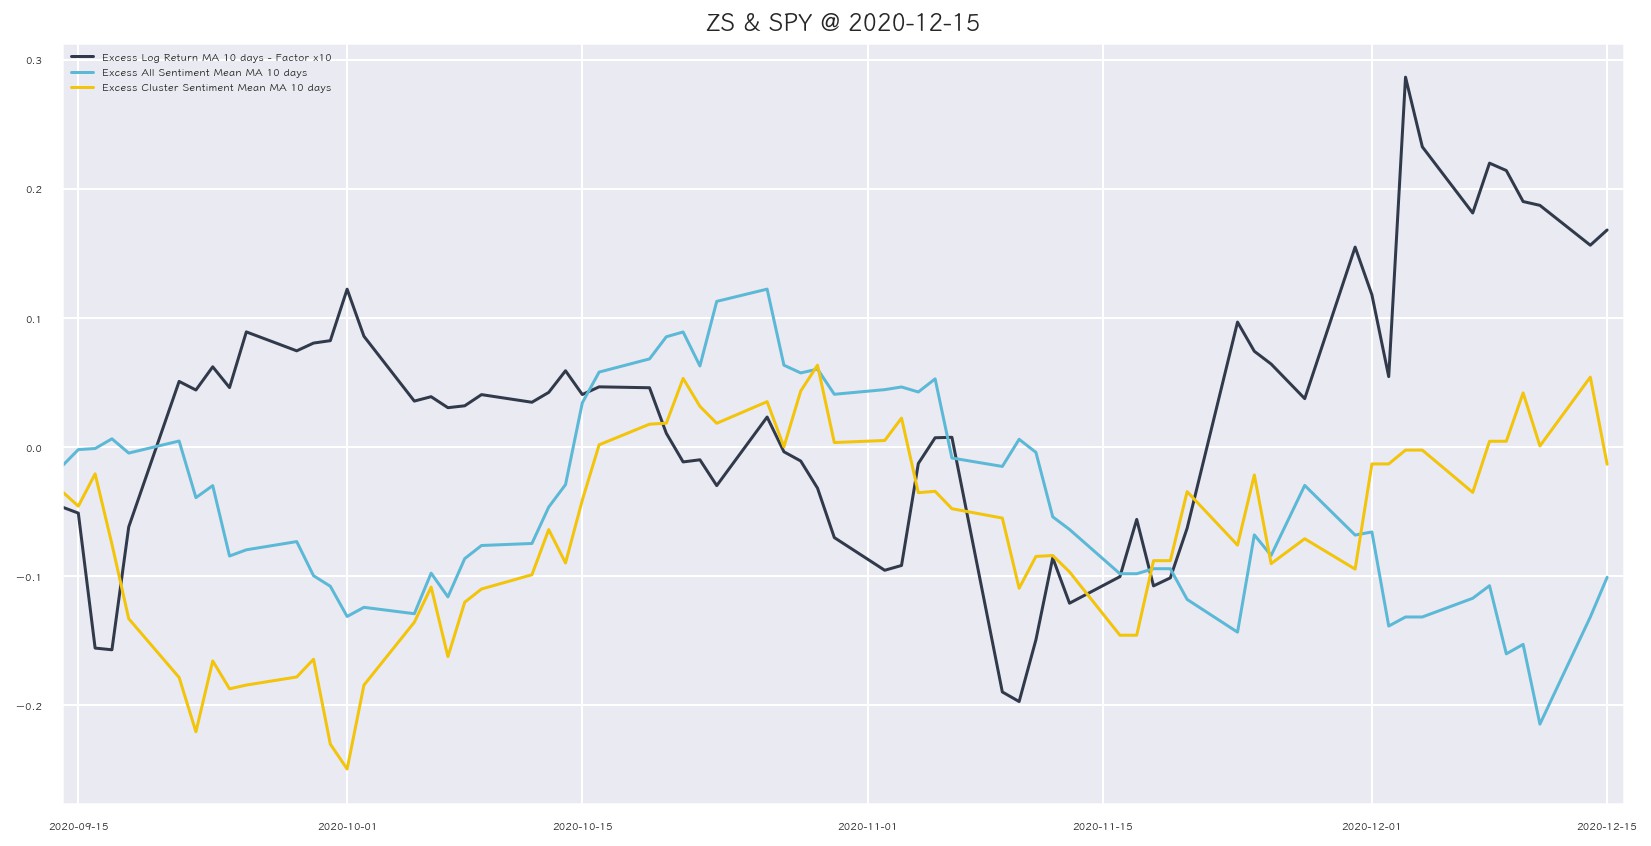 ZS & SPY @ 2020-12-15
Excess Log Return MA 10 days - Factor x10
Excess All Sentiment Mean MA 10 days
Excess Cluster Sentiment Mean MA 10 days
0.3
0.2
0.1
0.0
−0.1
−0.2
2020-09-15 2020-10-01 2020-10-15 2020-11-01 2020-11-15 2020-12-01 2020-12-15